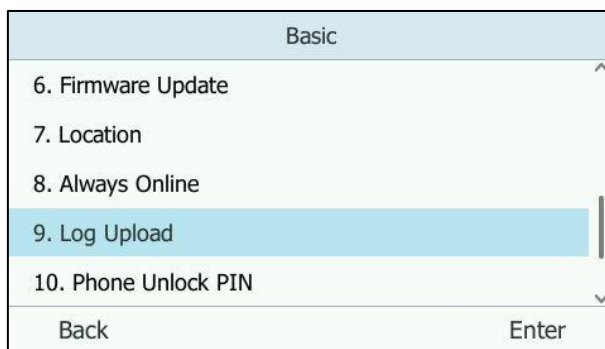 Basic
6. Firmware Update
7. Location
8. Always Online
9. Log Upload
10. Phone Unlock PIN
Back Enter